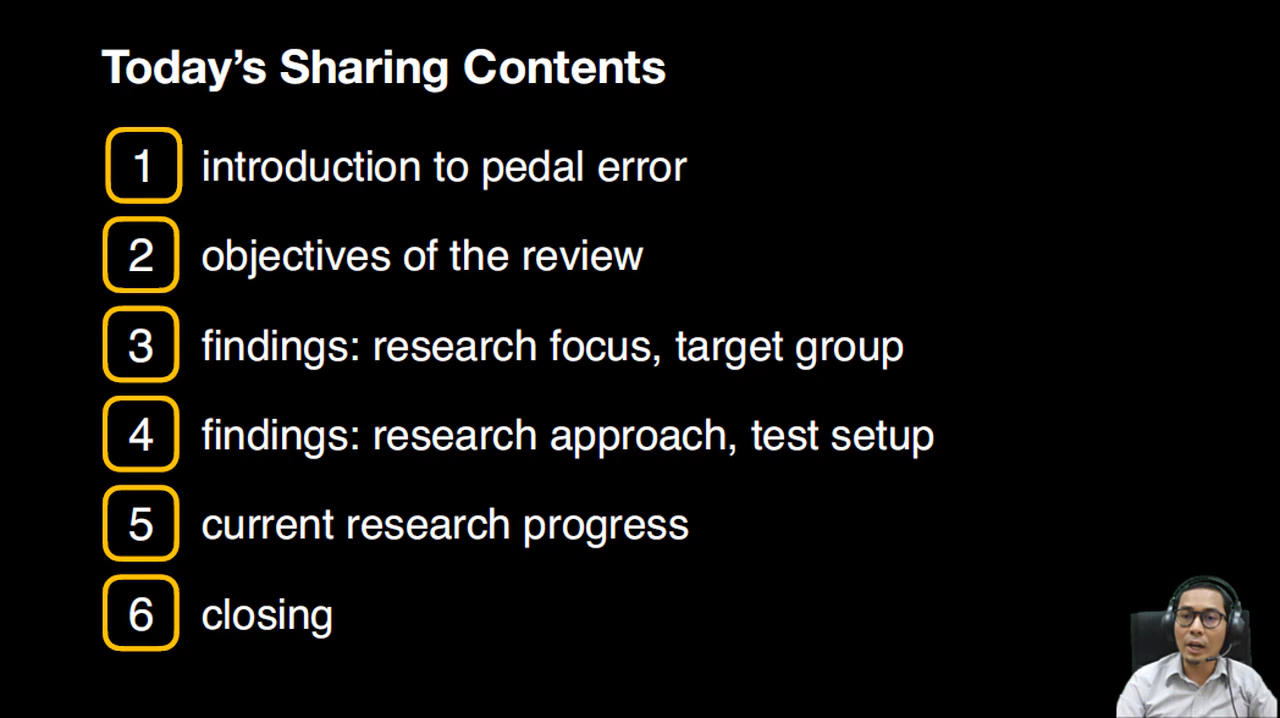 Today's Sharing Contents
1 introduction to pedal error
2 objectives of the review
3 findings: research focus, target group
4 findings: research approach, test setup
5 current research progress
6 closing